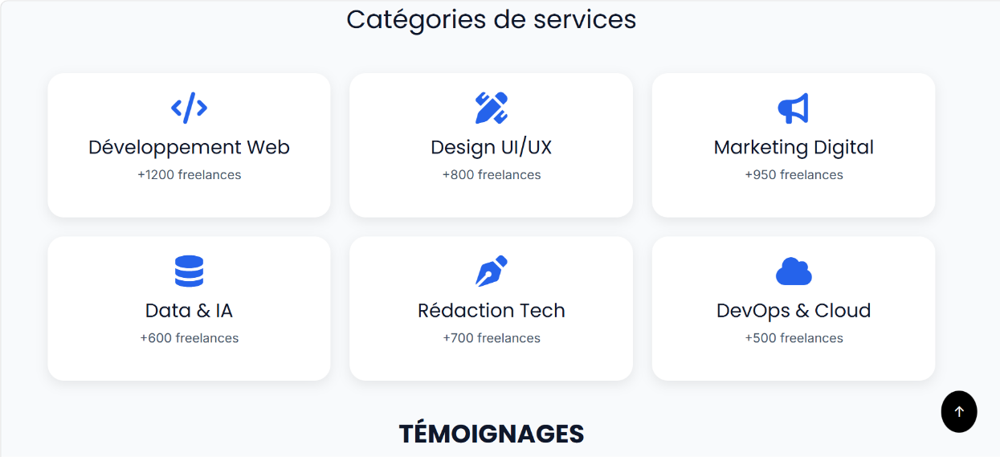 Catégories de services
Développement Web
+1200 freelances
Design UI/UX
+800 freelances
Marketing Digital
+950 freelances
Data & IA
+600 freelances
Rédaction Tech
+700 freelances
DevOps & Cloud
+500 freelances
TÉMOIGNAGES